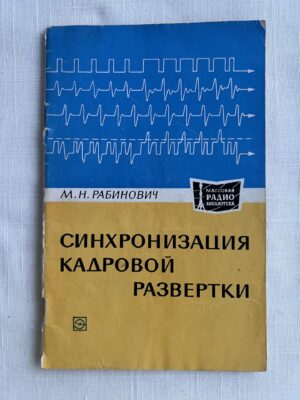 М. Н. РАБИНОВИЧ
МАССОВАЯ
РАДИО
БИБЛИОТЕКА
СИНХРОНИЗАЦИЯ
КАДРОВОЙ
РАЗВЕРТКИ